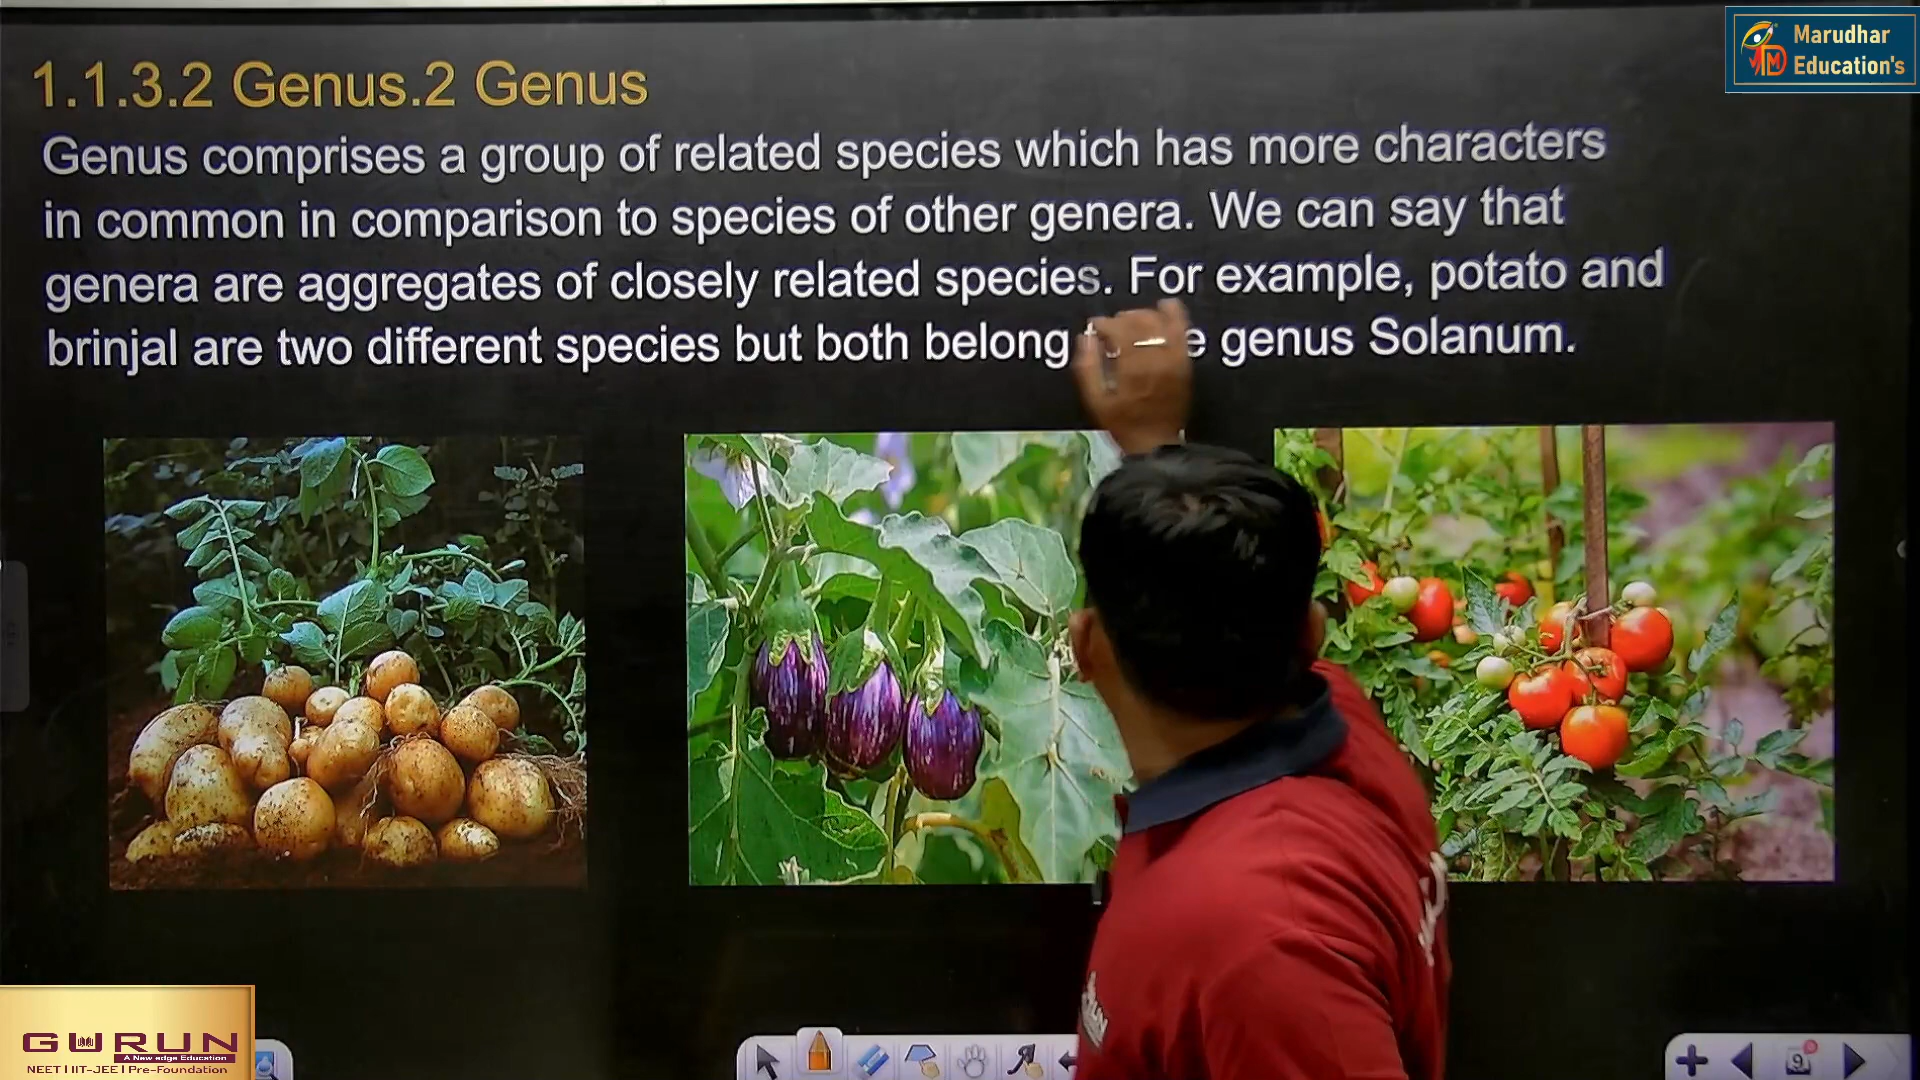 Marudhar
Education's
1.1.3.2 Genus.2 Genus
Genus comprises a group of related species which has more characters
in common in comparison to species of other genera. We can say that
genera are aggregates of closely related species. For example, potato and
brinjal are two different species but both belong genus Solanum.
GURUN
A New edge Education
NEET | IIT-JEE | Pre-Foundation
9